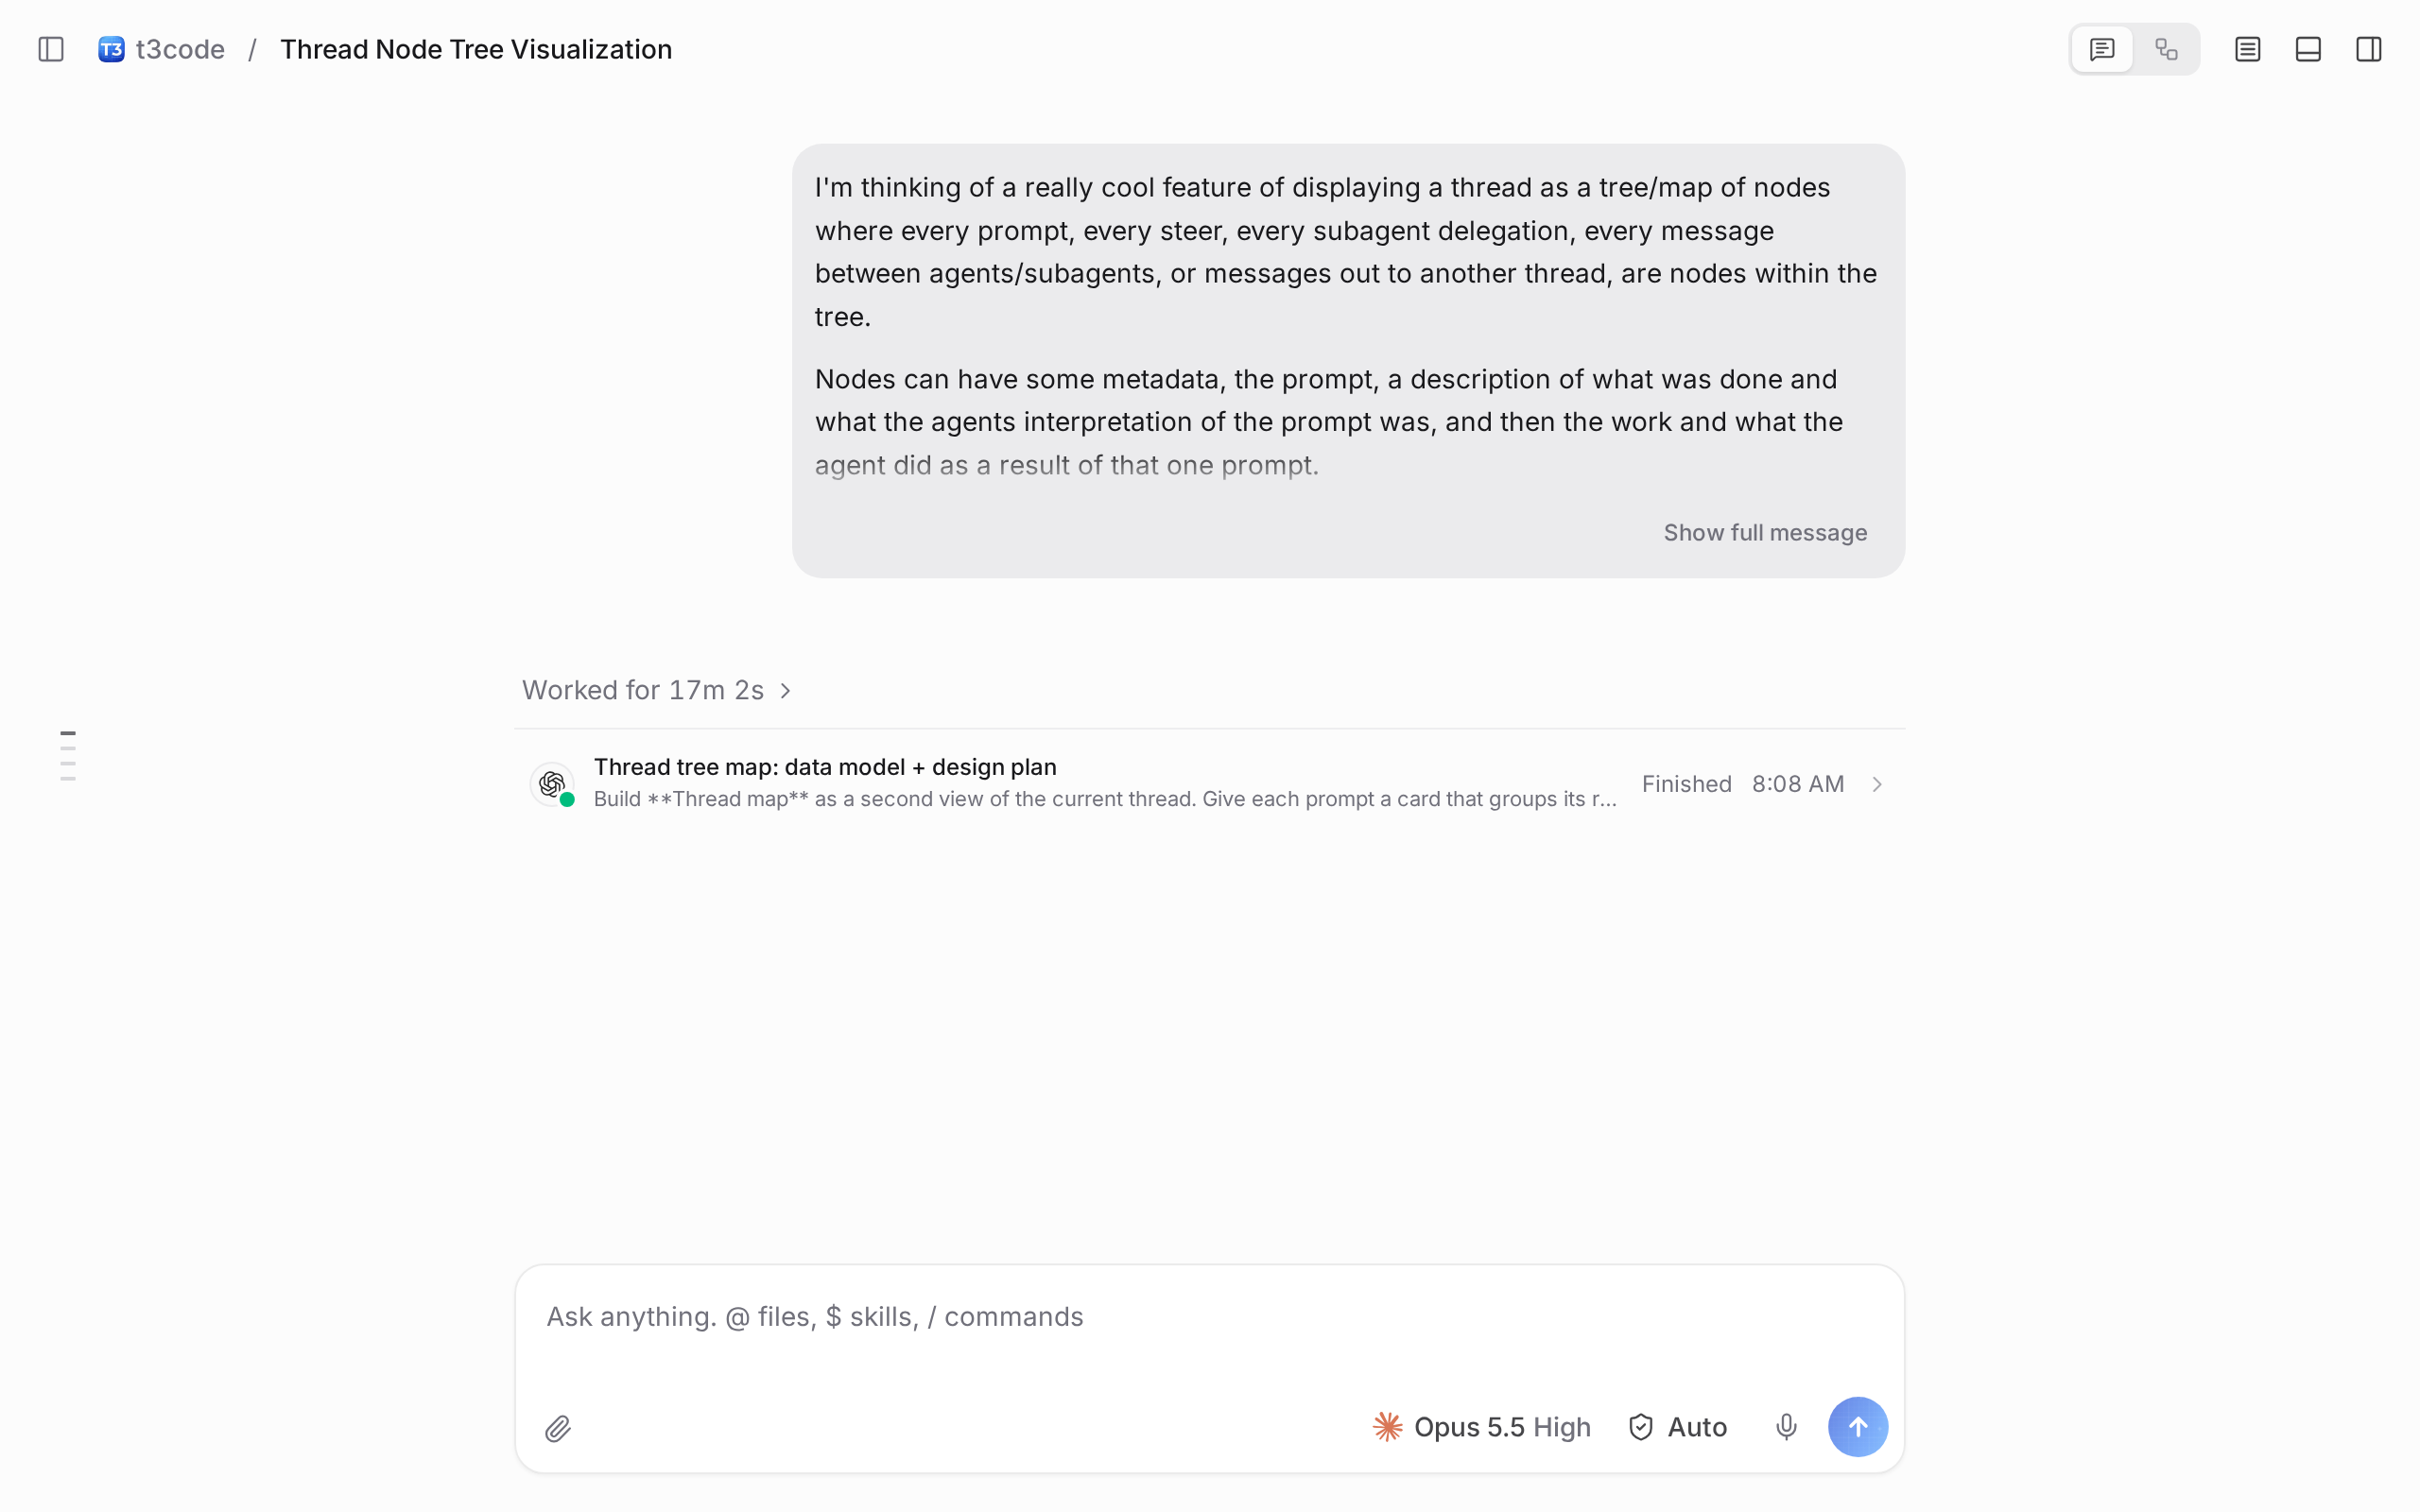 T3 t3code / Thread Node Tree Visualization
I'm thinking of a really cool feature of displaying a thread as a tree/map of nodes
where every prompt, every steer, every subagent delegation, every message
between agents/subagents, or messages out to another thread, are nodes within the
tree.
Nodes can have some metadata, the prompt, a description of what was done and
what the agents interpretation of the prompt was, and then the work and what the
agent did as a result of that one prompt.
Show full message
Worked for 17m 2s
Thread tree map: data model + design plan
Build **Thread map** as a second view of the current thread. Give each prompt a card that groups its r...
Finished 8:08 AM
Ask anything. @ files, $ skills, / commands
Opus 5.5 High Auto